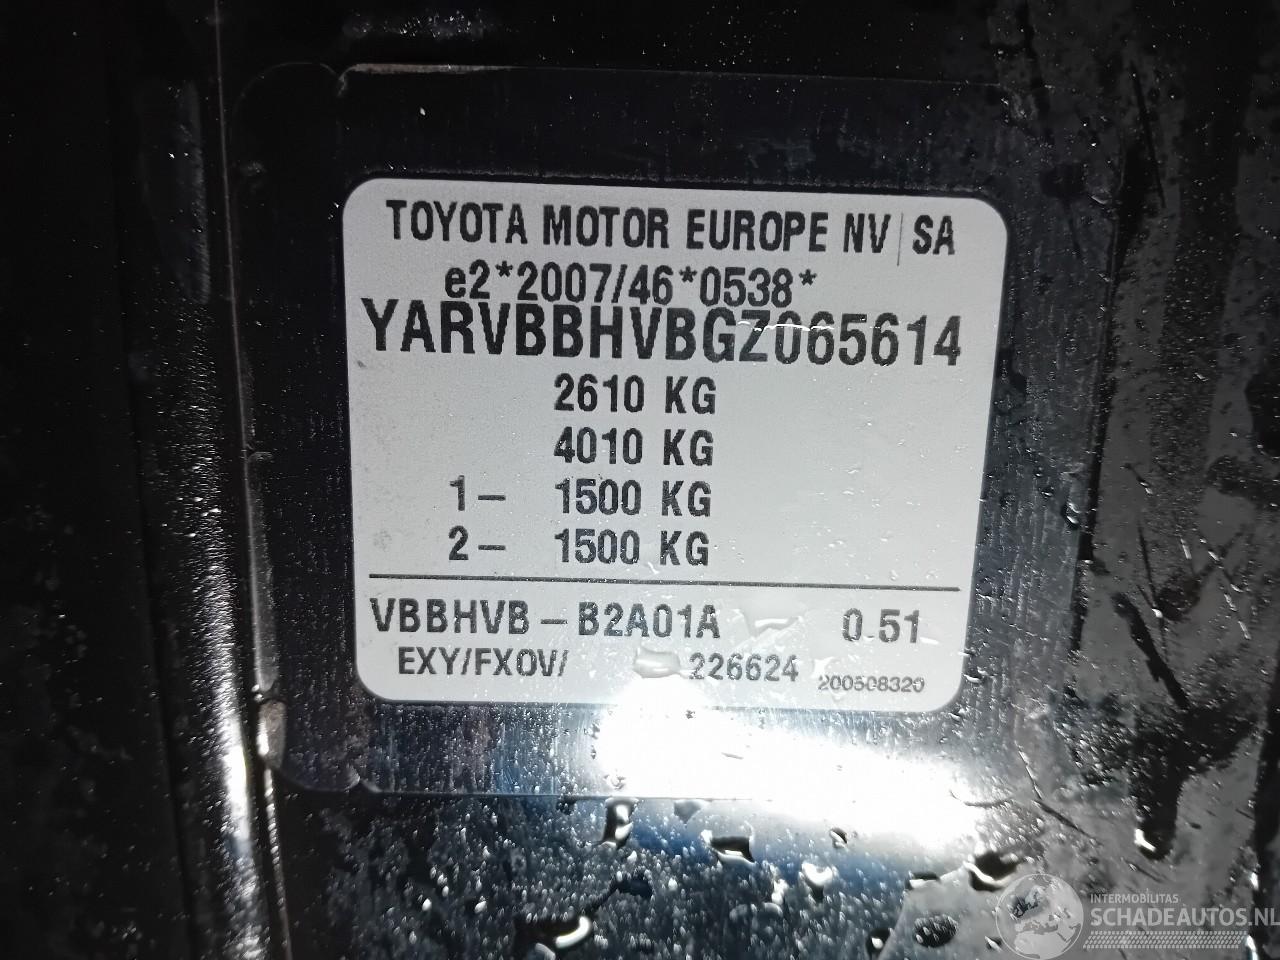 TOYOTA MOTOR EUROPE NV | SA
e2*2007/46*0538*
YARVBBHVBGZ065614
2610 KG
4010 KG
1- 1500 KG
2- 1500 KG
VBBHVB-B2A01A 0.51
EXY/FXOV/ 226624 200508320
INTERMOBILITAS
SCHADEAUTOS.NL